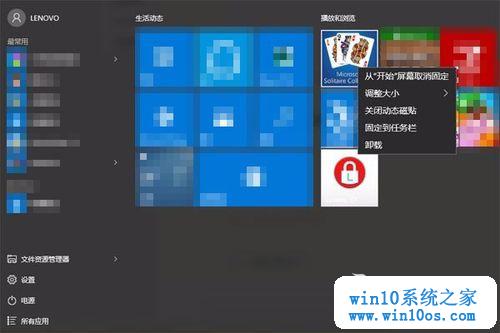 LENOVO
生活动态
播放和浏览
最常用
Microsoft
Solitaire Colle
从"开始"屏幕取消固定
调整大小
关闭动态磁贴
固定到任务栏
卸载
L
文件资源管理器
设置
电源
所有应用
win10系统之家
www.win10os.com